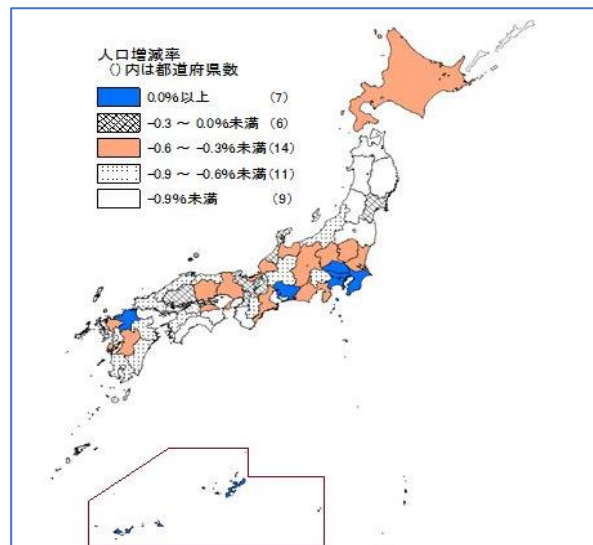 人口増減率
()内は都道府県数
0.0%以上 (7)
-0.3 ~ 0.0%未満 (6)
-0.6 ~ -0.3%未満 (14)
-0.9 ~ -0.6%未満 (11)
-0.9%未満 (9)